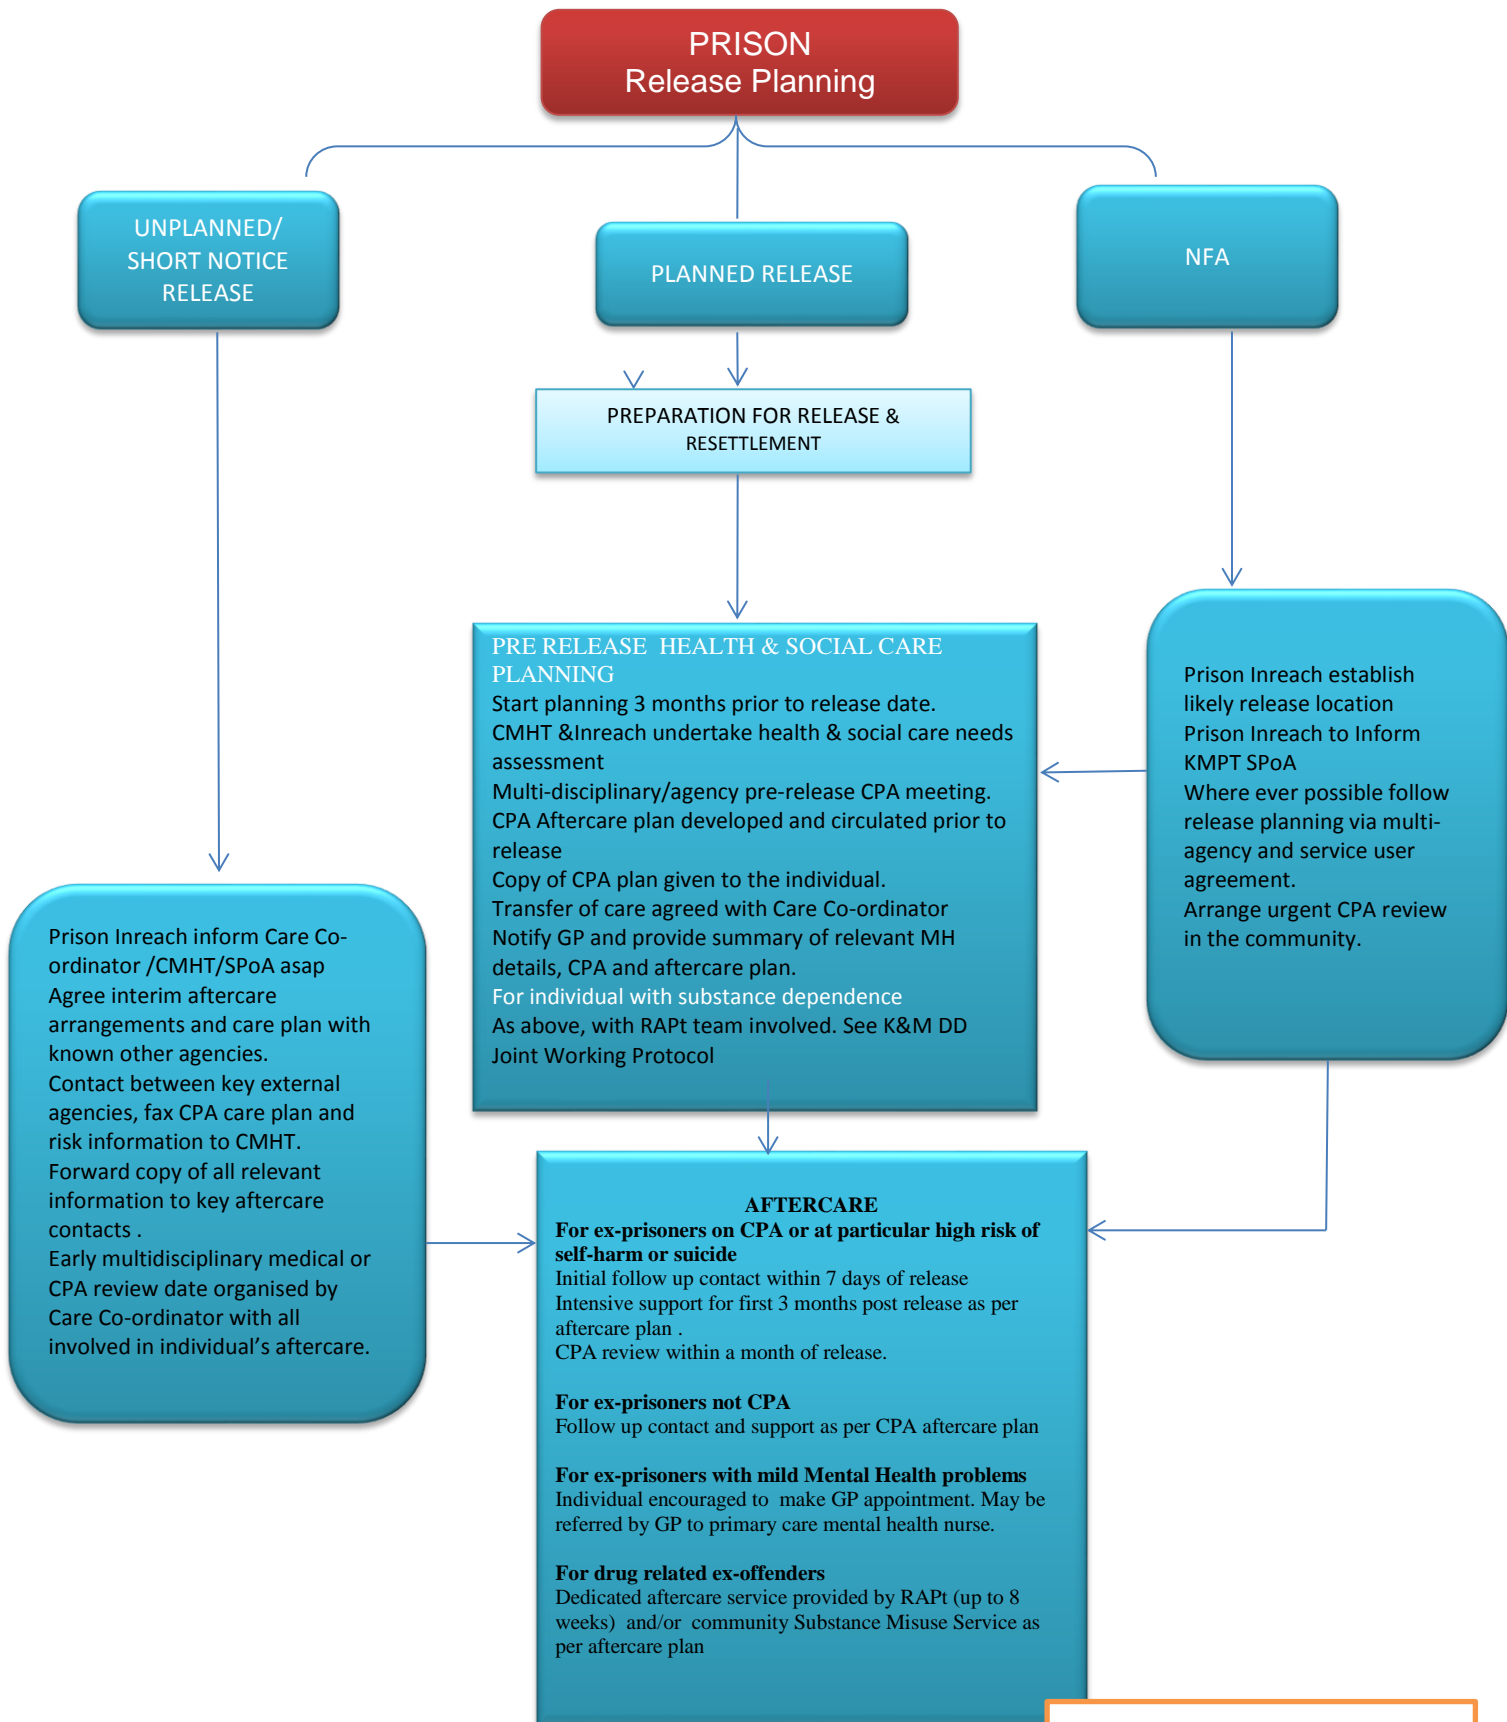 PRISON
Release Planning
UNPLANNED/
SHORT NOTICE
RELEASE
PLANNED RELEASE
NFA
PREPARATION FOR RELEASE &
RESETTLEMENT
PRE RELEASE  HEALTH & SOCIAL CARE
PLANNING
Start planning 3 months prior to release date.
CMHT &Inreach undertake health & social care needs
assessment
Multi-disciplinary/agency pre-release CPA meeting.
CPA Aftercare plan developed and circulated prior to
release
Copy of CPA plan given to the individual.
Transfer of care agreed with Care Co-ordinator
Notify GP and provide summary of relevant MH
details, CPA and aftercare plan.
For individual with substance dependence
As above, with RAPt team involved. See K&M DD
Joint Working Protocol
Prison Inreach establish
likely release location
Prison Inreach to Inform
KMPT SPoA
Where ever possible follow
release planning via multi-
agency and service user
agreement.
Arrange urgent CPA review
in the community.
Prison Inreach inform Care Co-
ordinator /CMHT/SPoA asap
Agree interim aftercare
arrangements and care plan with
known other agencies.
Contact between key external
agencies, fax CPA care plan and
risk information to CMHT.
Forward copy of all relevant
information to key aftercare
contacts .
Early multidisciplinary medical or
CPA review date organised by
Care Co-ordinator with all
involved in individual’s aftercare.
AFTERCARE
For ex-prisoners on CPA or at particular high risk of
self-harm or suicide
Initial follow up contact within 7 days of release
Intensive support for first 3 months post release as per
aftercare plan .
CPA review within a month of release.
For ex-prisoners not CPA
Follow up contact and support as per CPA aftercare plan
For ex-prisoners with mild Mental Health problems
Individual encouraged to  make GP appointment. May be
referred by GP to primary care mental health nurse.
For drug related ex-offenders
Dedicated aftercare service provided by RAPt (up to 8
weeks)  and/or  community Substance Misuse Service as
per aftercare plan